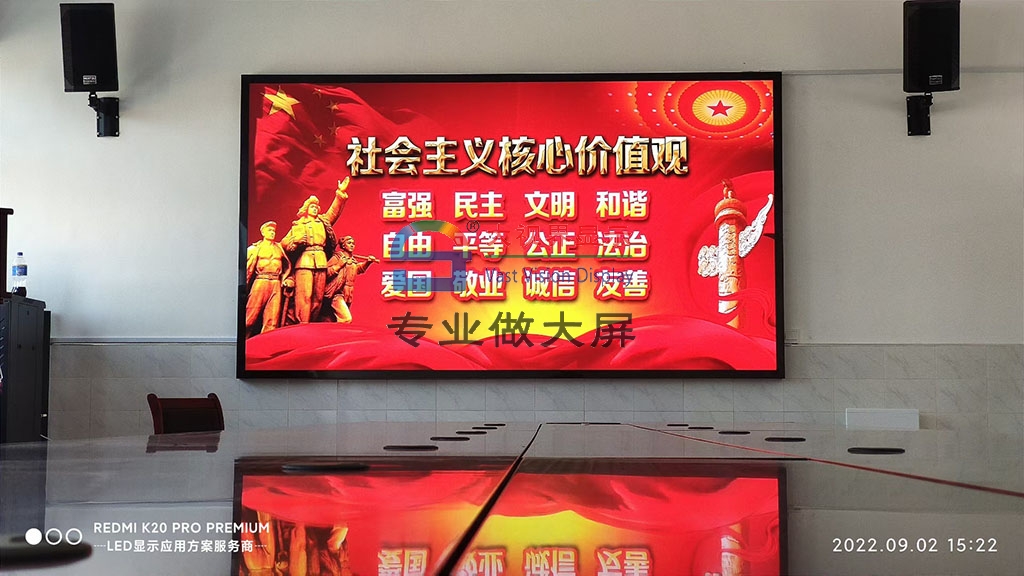 社会主义核心价值观
富强 民主 文明 和谐
自由 平等 公正 法治
爱国 敬业 诚信 友善
®
Vast Vision Display
专业做大屏
REDMI K20 PRO PREMIUM
LED显示应用方案服务商
2022.09.02 15:22